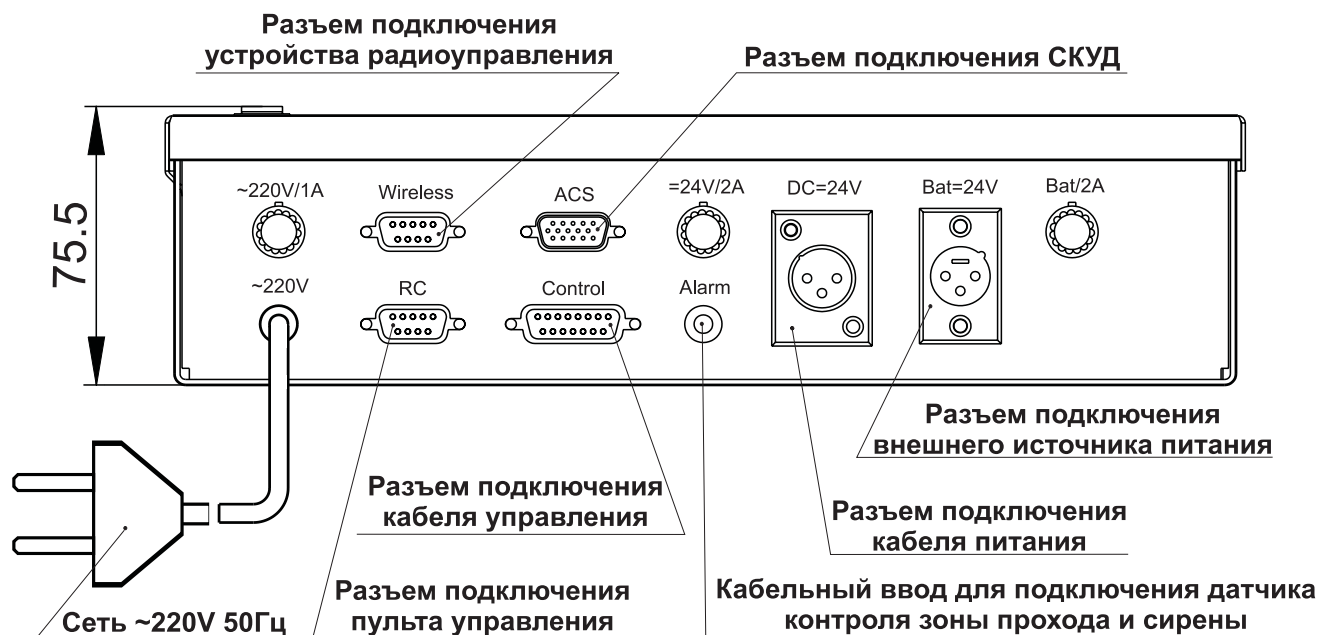 Разъем подключения
устройства радиоуправления
Разъем подключения СКУД
75.5
~220V/1A
Wireless
ACS
=24V/2A
DC=24V
Bat=24V
Bat/2A
~220V
RC
Control
Alarm
Разъем подключения
внешнего источника питания
Разъем подключения
кабеля управления
Разъем подключения
кабеля питания
Разъем подключения
пульта управления
Кабельный ввод для подключения датчика
контроля зоны прохода и сирены
Сеть ~220V 50Гц